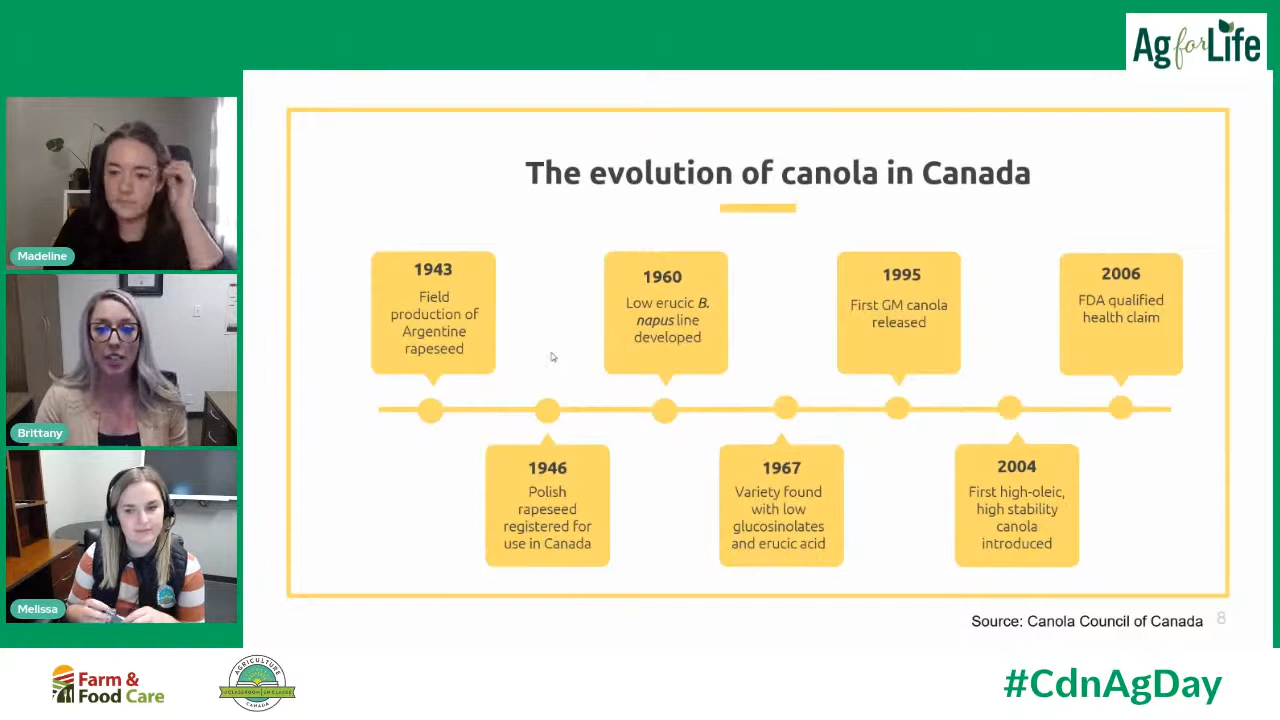 Ag for Life
Madeline
Brittany
Melissa
The evolution of canola in Canada
1943
Field
production of
Argentine
rapeseed
1946
Polish
rapeseed
registered for
use in Canada
1960
Low erucic B.
napus line
developed
1967
Variety found
with low
glucosinolates
and erucic acid
1995
First GM canola
released
2004
First high-oleic,
high stability
canola
introduced
2006
FDA qualified
health claim
Source: Canola Council of Canada
8
Farm &
Food Care
AGRICULTURE
CANADA
#CdnAgDay